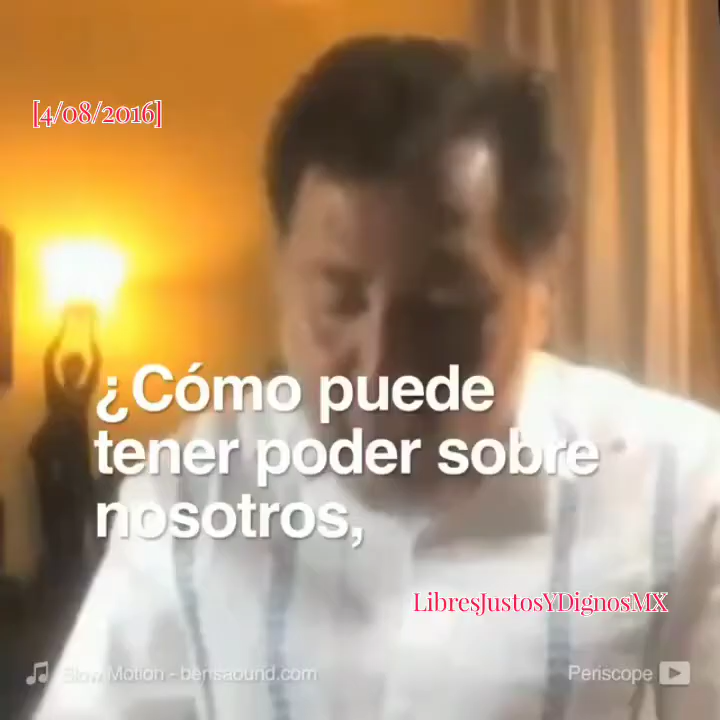 [4/08/2016]
¿Cómo puede
tener poder sobre
nosotros,
LibresJustosYDignosMX
Slow Motion - bensound.com
Periscope